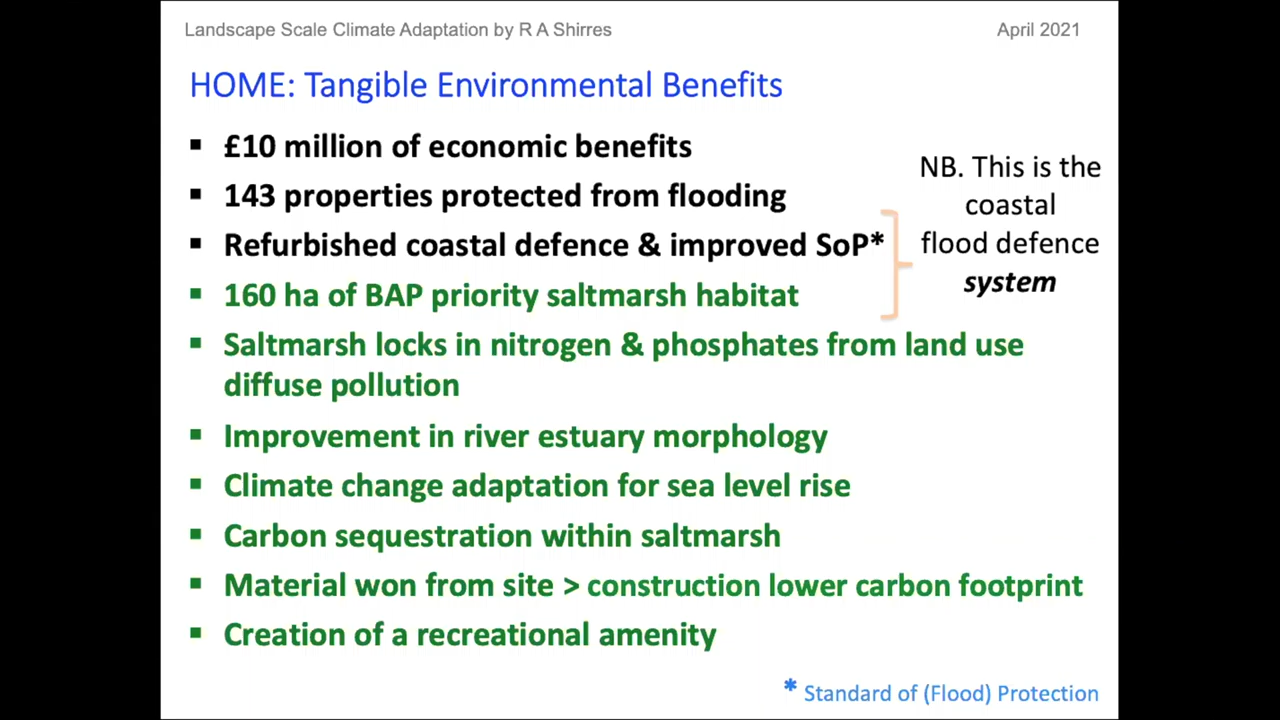 Landscape Scale Climate Adaptation by R A Shirres
April 2021
HOME: Tangible Environmental Benefits
▪ £10 million of economic benefits
▪ 143 properties protected from flooding
▪ Refurbished coastal defence & improved SoP*
▪ 160 ha of BAP priority saltmarsh habitat
▪ Saltmarsh locks in nitrogen & phosphates from land use
diffuse pollution
▪ Improvement in river estuary morphology
▪ Climate change adaptation for sea level rise
▪ Carbon sequestration within saltmarsh
▪ Material won from site > construction lower carbon footprint
▪ Creation of a recreational amenity
NB. This is the
coastal
flood defence
system
* Standard of (Flood) Protection